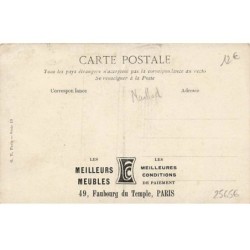 CARTE POSTALE
Tous les pays étrangers n'acceptent pas la correspondance au recto
Se renseigner à la Poste
Correspondance
Adresse
12€
LES
MEILLEURS
MEUBLES
LES
MEILLEURES
CONDITIONS
DE PAIEMENT
49, Faubourg du Temple, PARIS